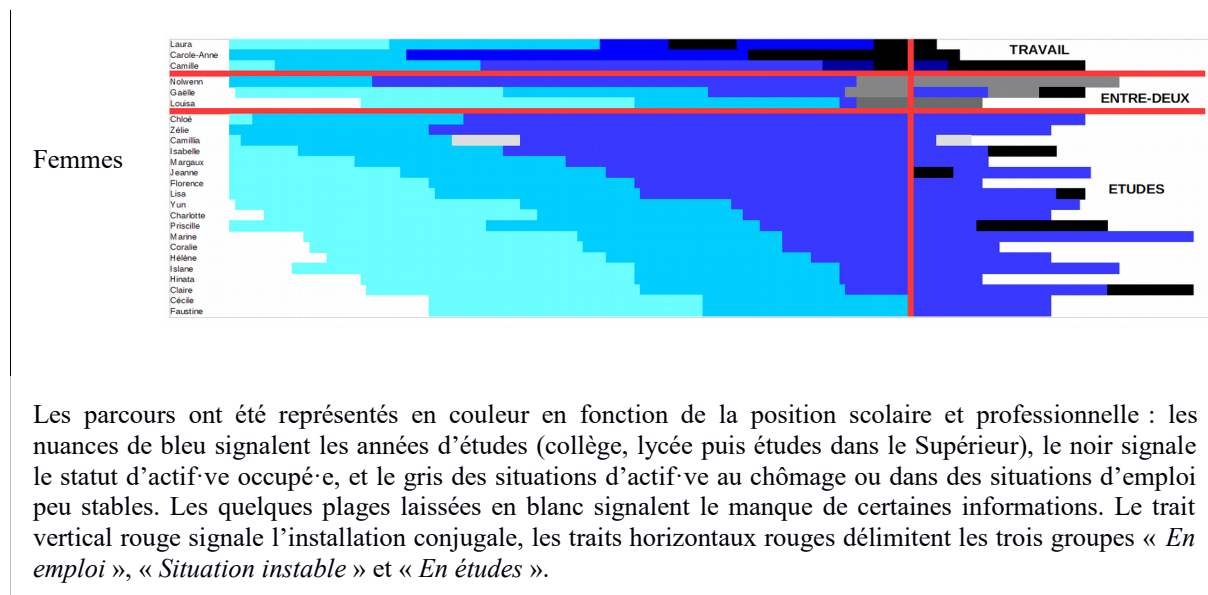 Laura
Carole-Anne
Camille
TRAVAIL
Nolwenn
Gaëlle
Louisa
ENTRE-DEUX
Chloé
Zélie
Camillia
Isabelle
Femmes
Margaux
Jeanne
Florence
ETUDES
Lisa
Yun
Charlotte
Priscille
Marine
Coralie
Hélène
Islane
Hinata
Claire
Cécile
Faustine
Les parcours ont été représentés en couleur en fonction de la position scolaire et professionnelle : les
nuances de bleu signalent les années d’études (collège, lycée puis études dans le Supérieur), le noir signale
le statut d’actif·ve occupé·e, et le gris des situations d’actif·ve au chômage ou dans des situations d’emploi
peu stables. Les quelques plages laissées en blanc signalent le manque de certaines informations. Le trait
vertical rouge signale l’installation conjugale, les traits horizontaux rouges délimitent les trois groupes « En
emploi », « Situation instable » et « En études ».